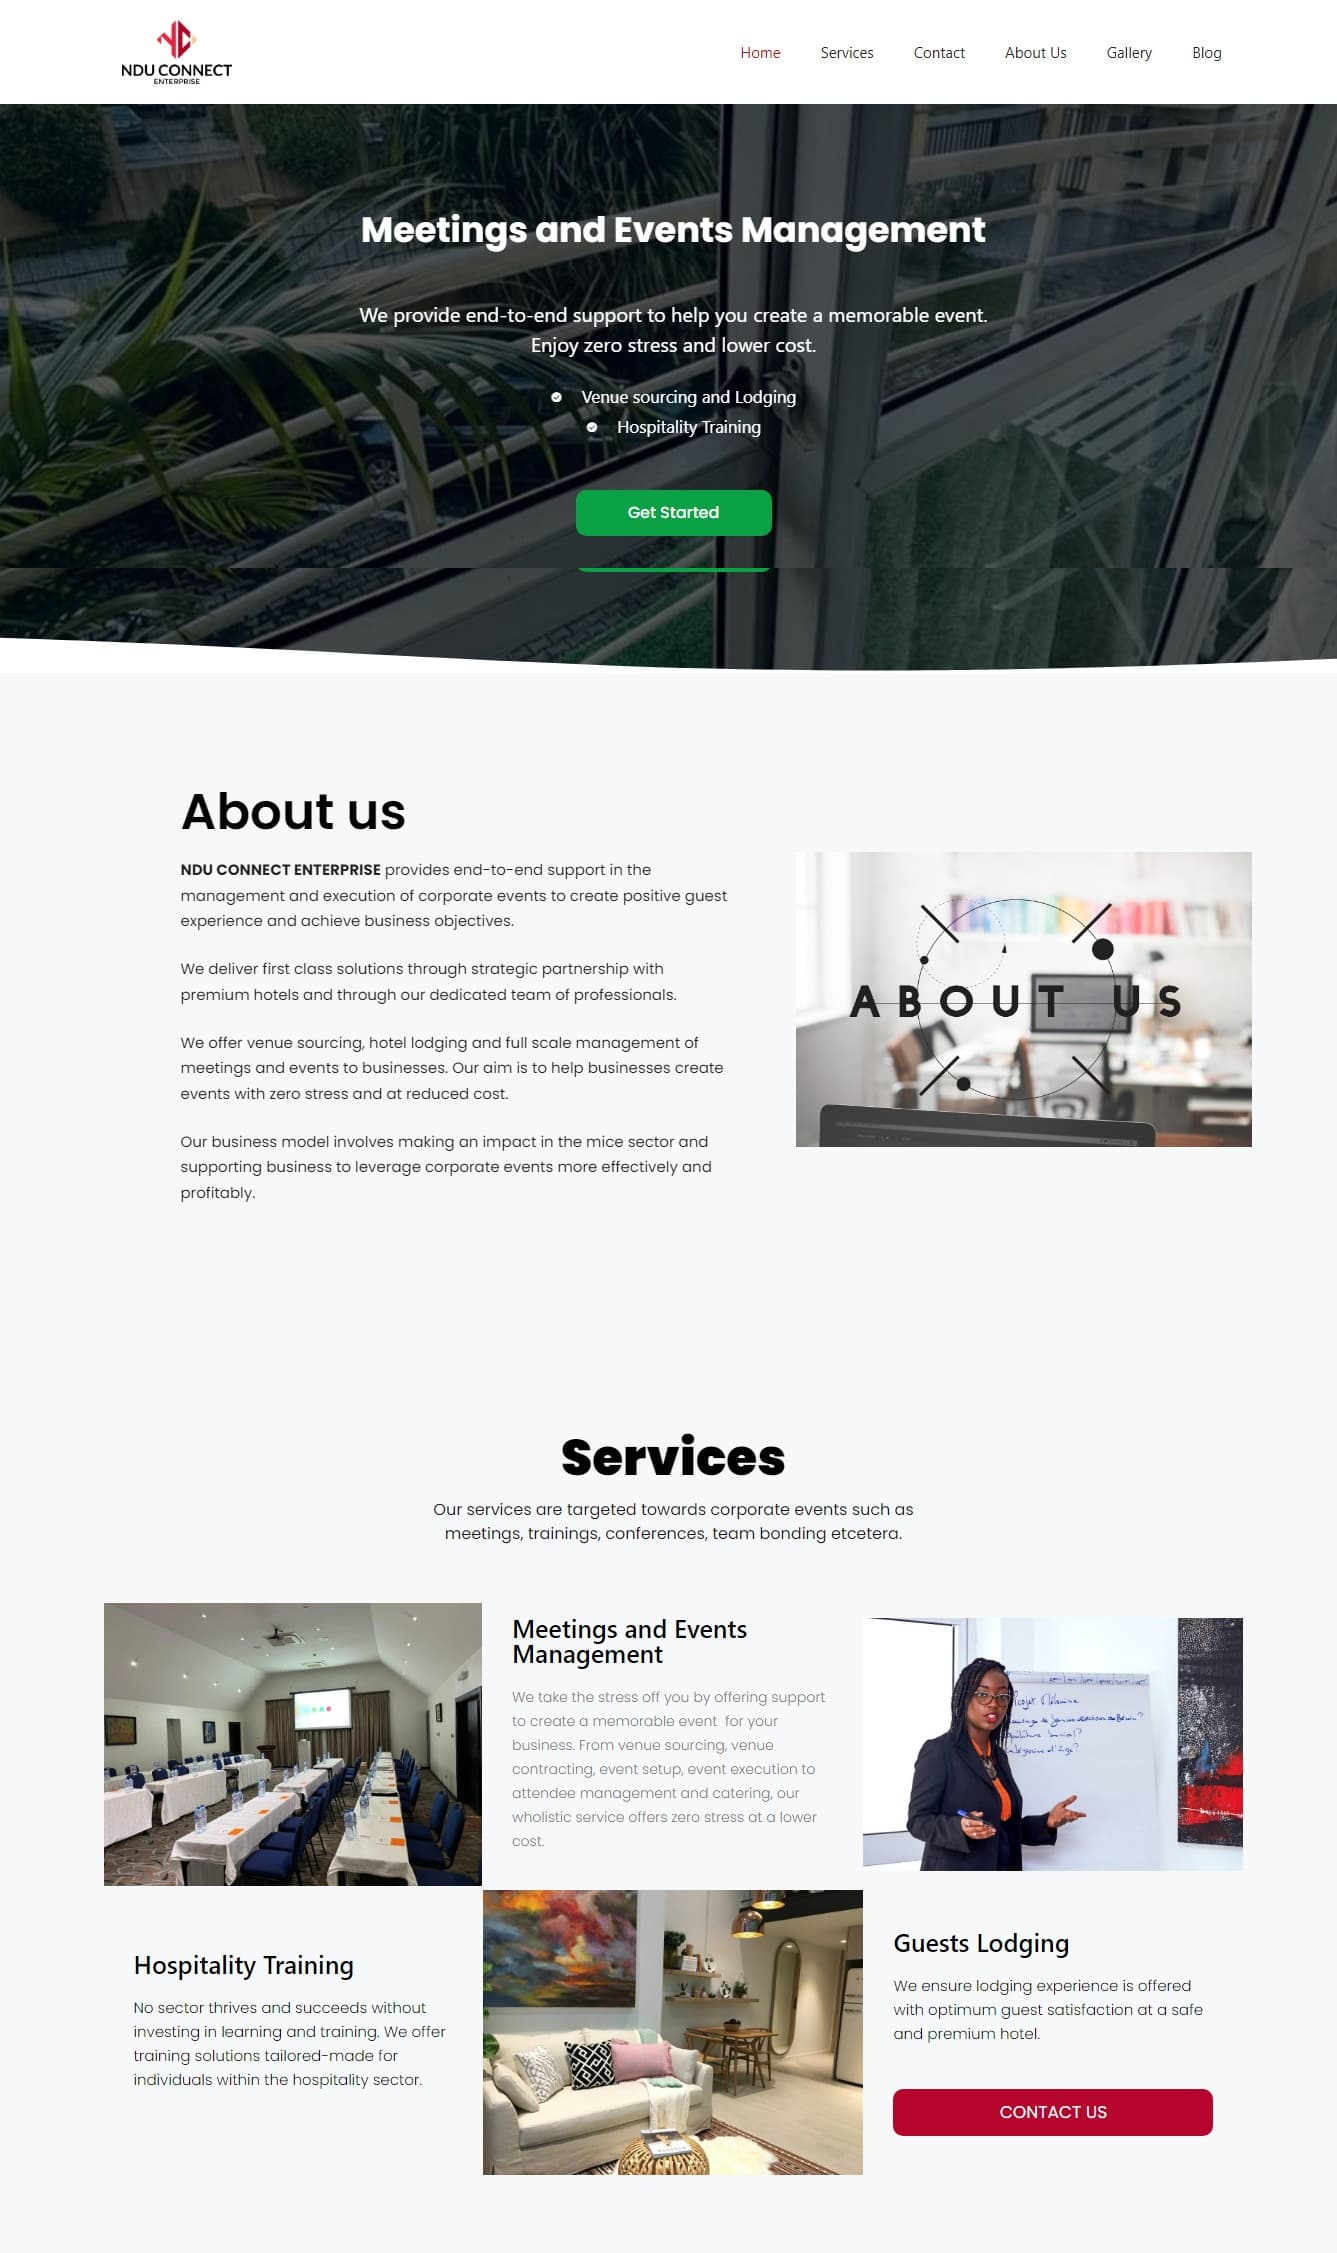 NDU CONNECT
ENTERPRISE
Home Services Contact About Us Gallery Blog
Meetings and Events Management
We provide end-to-end support to help you create a memorable event.
Enjoy zero stress and lower cost.
Venue sourcing and Lodging
Hospitality Training
Get Started
About us
NDU CONNECT ENTERPRISE provides end-to-end support in the
management and execution of corporate events to create positive guest
experience and achieve business objectives.
We deliver first class solutions through strategic partnership with
premium hotels and through our dedicated team of professionals.
We offer venue sourcing, hotel lodging and full scale management of
meetings and events to businesses. Our aim is to help businesses create
events with zero stress and at reduced cost.
Our business model involves making an impact in the mice sector and
supporting business to leverage corporate events more effectively and
profitably.
ABOUT US
Services
Our services are targeted towards corporate events such as
meetings, trainings, conferences, team bonding etcetera.
Meetings and Events
Management
We take the stress off you by offering support
to create a memorable event for your
business. From venue sourcing, venue
contracting, event setup, event execution to
attendee management and catering, our
wholistic service offers zero stress at a lower
cost.
Hospitality Training
No sector thrives and succeeds without
investing in learning and training. We offer
training solutions tailored-made for
individuals within the hospitality sector.
Guests Lodging
We ensure lodging experience is offered
with optimum guest satisfaction at a safe
and premium hotel.
CONTACT US